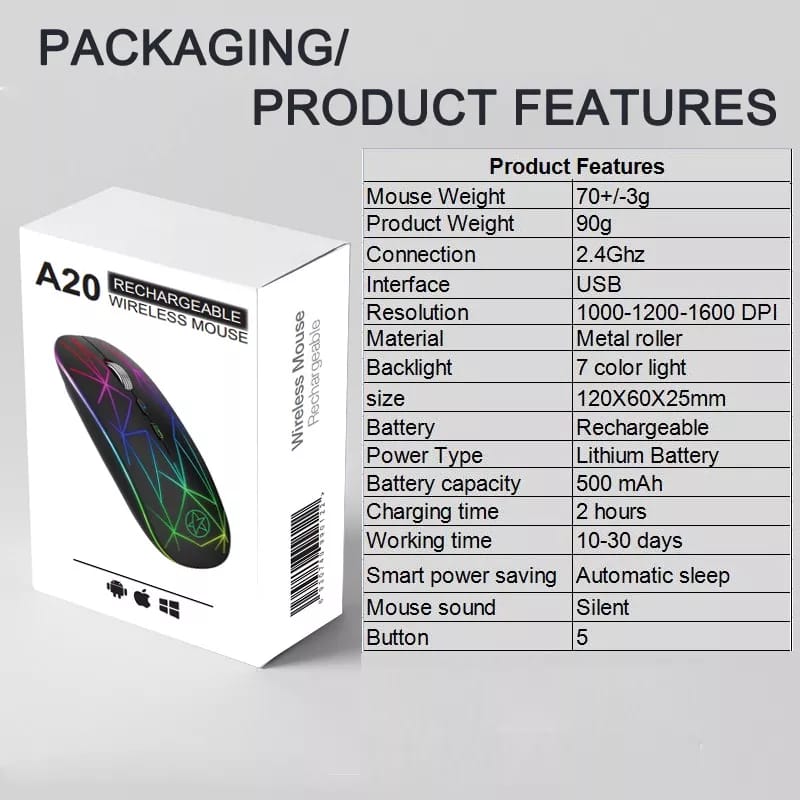 PACKAGING/
PRODUCT FEATURES
Product Features
Mouse Weight 70+/-3g
Product Weight 90g
Connection 2.4Ghz
Interface USB
Resolution 1000-1200-1600 DPI
Material Metal roller
Backlight 7 color light
size 120X60X25mm
Battery Rechargeable
Power Type Lithium Battery
Battery capacity 500 mAh
Charging time 2 hours
Working time 10-30 days
Smart power saving Automatic sleep
Mouse sound Silent
Button 5
A20
RECHARGEABLE
WIRELESS MOUSE
Wireless Mouse
Rechargeable